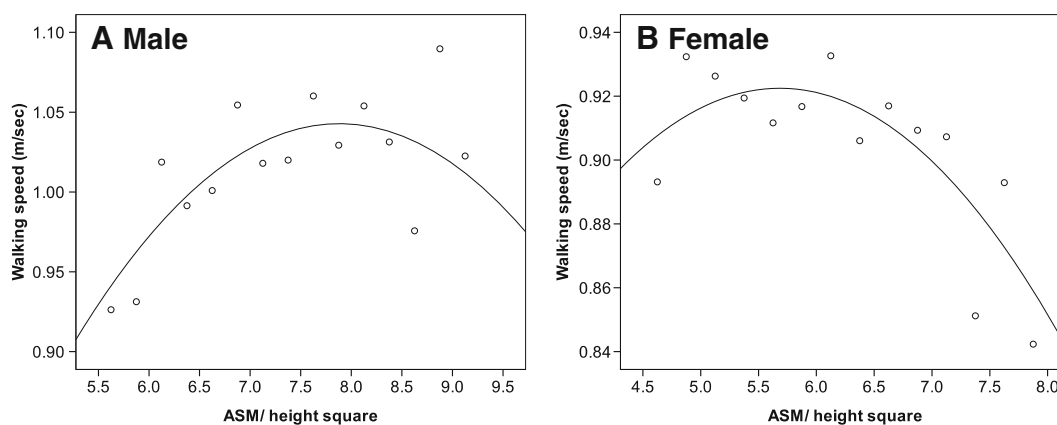 A Male
Walking speed (m/sec)
1.10
1.05
1.00
0.95
0.90
5.5 6.0 6.5 7.0 7.5 8.0 8.5 9.0 9.5
ASM/ height square
B Female
Walking speed (m/sec)
0.94
0.92
0.90
0.88
0.86
0.84
4.5 5.0 5.5 6.0 6.5 7.0 7.5 8.0
ASM/ height square